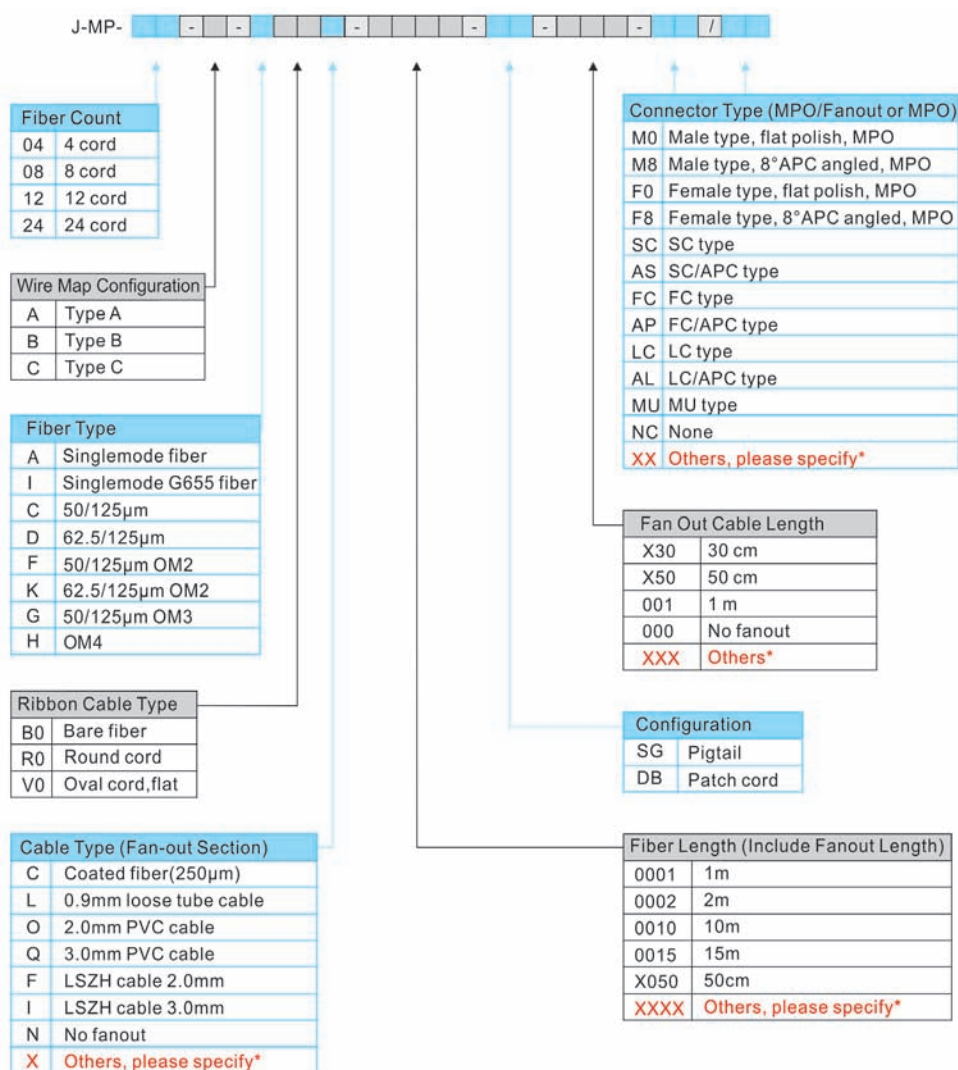 J-MP- - - - - - /
Fiber Count
04 4 cord
08 8 cord
12 12 cord
24 24 cord
Wire Map Configuration
A Type A
B Type B
C Type C
Fiber Type
A Singlemode fiber
I Singlemode G655 fiber
C 50/125μm
D 62.5/125μm
F 50/125μm OM2
K 62.5/125μm OM2
G 50/125μm OM3
H OM4
Ribbon Cable Type
B0 Bare fiber
R0 Round cord
V0 Oval cord,flat
Cable Type (Fan-out Section)
C Coated fiber(250μm)
L 0.9mm loose tube cable
O 2.0mm PVC cable
Q 3.0mm PVC cable
F LSZH cable 2.0mm
I LSZH cable 3.0mm
N No fanout
X Others, please specify*
Connector Type (MPO/Fanout or MPO)
M0 Male type, flat polish, MPO
M8 Male type, 8°APC angled, MPO
F0 Female type, flat polish, MPO
F8 Female type, 8°APC angled, MPO
SC SC type
AS SC/APC type
FC FC type
AP FC/APC type
LC LC type
AL LC/APC type
MU MU type
NC None
XX Others, please specify*
Fan Out Cable Length
X30 30 cm
X50 50 cm
001 1 m
000 No fanout
XXX Others*
Configuration
SG Pigtail
DB Patch cord
Fiber Length (Include Fanout Length)
0001 1m
0002 2m
0010 10m
0015 15m
X050 50cm
XXXX Others, please specify*